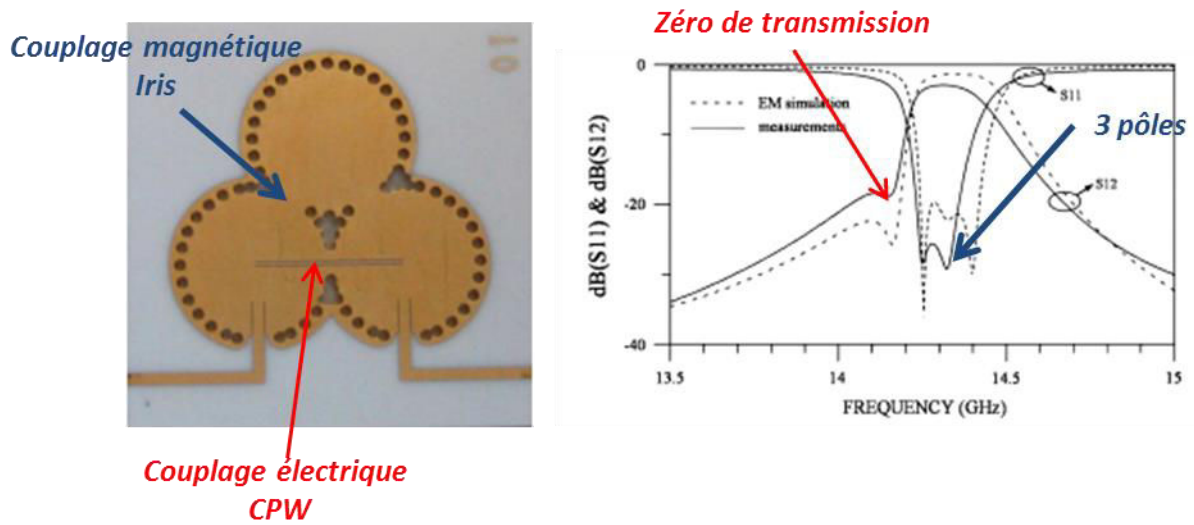 Couplage magnétique
Iris
Couplage électrique
CPW
Zéro de transmission
3 pôles
EM simulation
measurements
S11
S12
0
-20
-40
dB(S11) & dB(S12)
13.5
14
14.5
15
FREQUENCY (GHz)